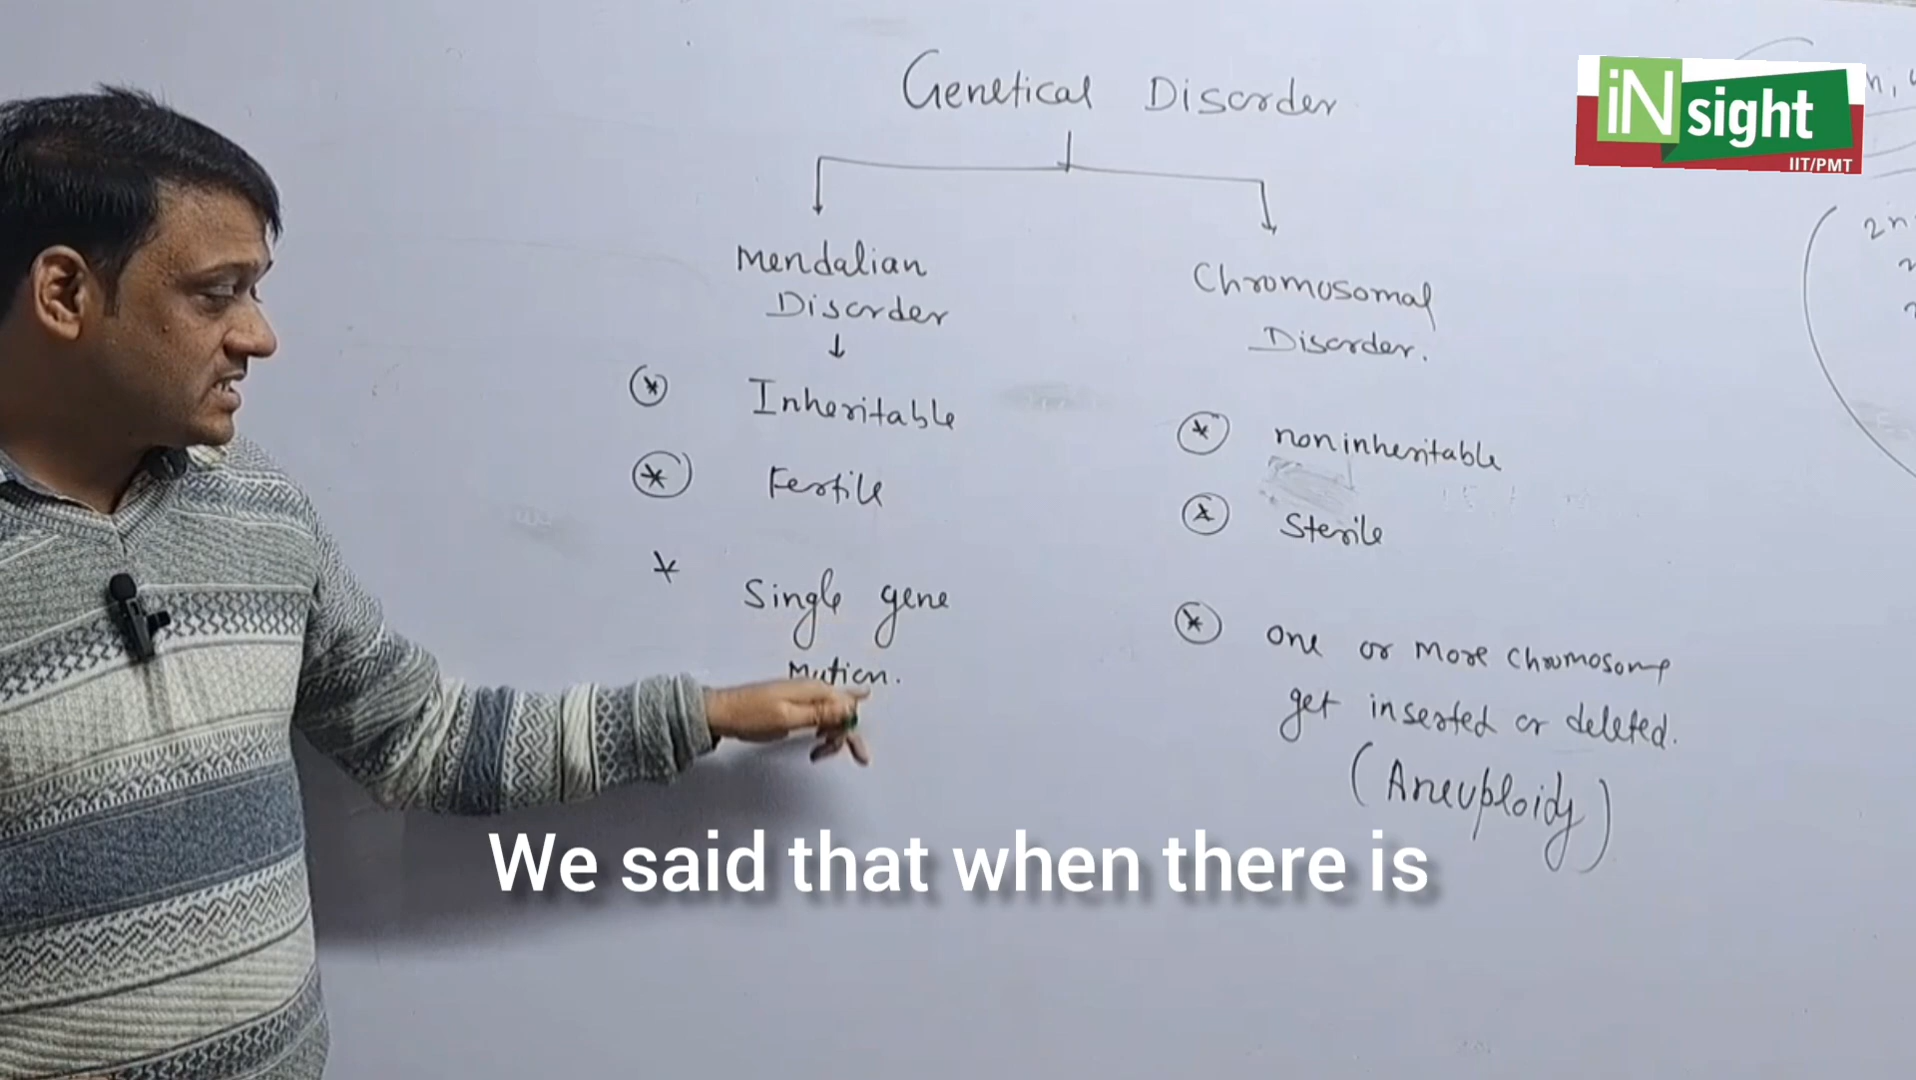 Genetical Disorder
iNsight
IIT/PMT
Mendalian
Disorder
Inheritable
Fertile
Single gene
Mution.
Chromosomal
Disorder.
noninheritable
Sterile
One or more chromosome
get inserted or deleted.
(Aneuploidy)
2n
We said that when there is